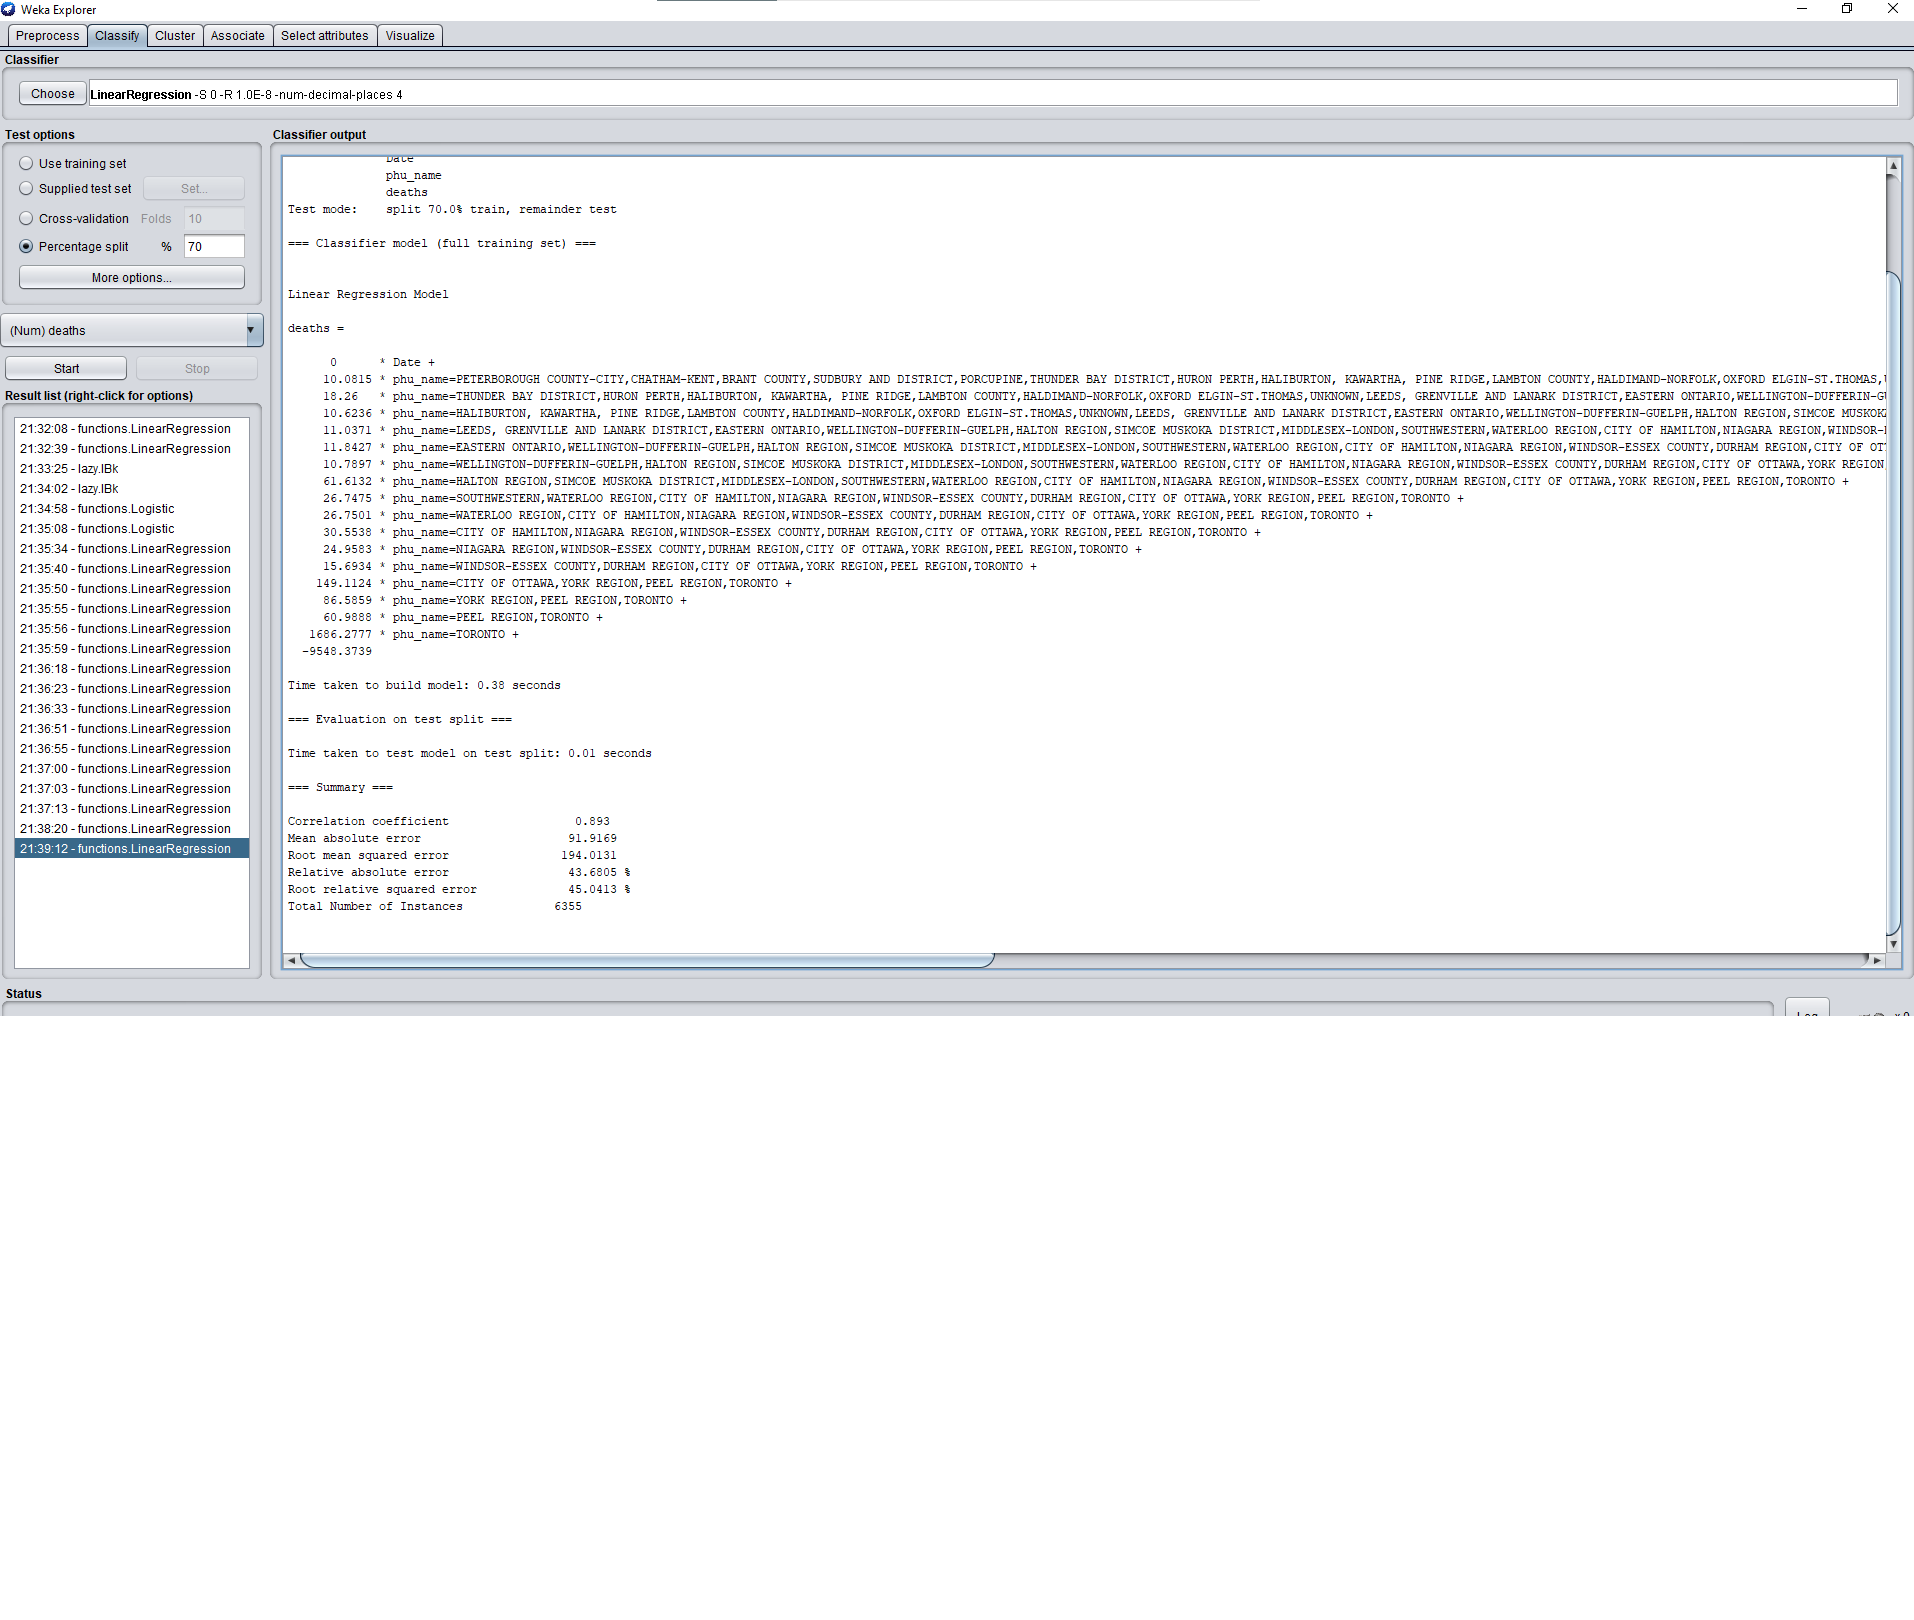 Weka Explorer
Preprocess Classify Cluster Associate Select attributes Visualize
Classifier
Choose LinearRegression -S 0 -R 1.0E-8 -num-decimal-places 4
Test options
Use training set
Supplied test set Set...
Cross-validation Folds 10
Percentage split % 70
More options...
(Num) deaths
Start Stop
Result list (right-click for options)
21:32:08 - functions.LinearRegression
21:32:39 - functions.LinearRegression
21:33:25 - lazy.IBk
21:34:02 - lazy.IBk
21:34:58 - functions.Logistic
21:35:08 - functions.Logistic
21:35:34 - functions.LinearRegression
21:35:40 - functions.LinearRegression
21:35:50 - functions.LinearRegression
21:35:55 - functions.LinearRegression
21:35:56 - functions.LinearRegression
21:35:59 - functions.LinearRegression
21:36:18 - functions.LinearRegression
21:36:23 - functions.LinearRegression
21:36:33 - functions.LinearRegression
21:36:51 - functions.LinearRegression
21:36:55 - functions.LinearRegression
21:37:00 - functions.LinearRegression
21:37:03 - functions.LinearRegression
21:37:13 - functions.LinearRegression
21:38:20 - functions.LinearRegression
21:39:12 - functions.LinearRegression
Classifier output
Date
phu_name
deaths
Test mode: split 70.0% train, remainder test
=== Classifier model (full training set) ===
Linear Regression Model
deaths =
0 * Date +
10.0815 * phu_name=PETERBOROUGH COUNTY-CITY,CHATHAM-KENT,BRANT COUNTY,SUDBURY AND DISTRICT,PORCUPINE,THUNDER BAY DISTRICT,HURON PERTH,HALIBURTON, KAWARTHA, PINE RIDGE,LAMBTON COUNTY,HALDIMAND-NORFOLK,OXFORD ELGIN-ST.THOMAS,
18.26 * phu_name=THUNDER BAY DISTRICT,HURON PERTH,HALIBURTON, KAWARTHA, PINE RIDGE,LAMBTON COUNTY,HALDIMAND-NORFOLK,OXFORD ELGIN-ST.THOMAS,UNKNOWN,LEEDS, GRENVILLE AND LANARK DISTRICT,EASTERN ONTARIO,WELLINGTON-DUFFERIN-G
10.6236 * phu_name=HALIBURTON, KAWARTHA, PINE RIDGE,LAMBTON COUNTY,HALDIMAND-NORFOLK,OXFORD ELGIN-ST.THOMAS,UNKNOWN,LEEDS, GRENVILLE AND LANARK DISTRICT,EASTERN ONTARIO,WELLINGTON-DUFFERIN-GUELPH,HALTON REGION,SIMCOE MUSKOK
11.0371 * phu_name=LEEDS, GRENVILLE AND LANARK DISTRICT,EASTERN ONTARIO,WELLINGTON-DUFFERIN-GUELPH,HALTON REGION,SIMCOE MUSKOKA DISTRICT,MIDDLESEX-LONDON,SOUTHWESTERN,WATERLOO REGION,CITY OF HAMILTON,NIAGARA REGION,WINDSOR-
11.8427 * phu_name=EASTERN ONTARIO,WELLINGTON-DUFFERIN-GUELPH,HALTON REGION,SIMCOE MUSKOKA DISTRICT,MIDDLESEX-LONDON,SOUTHWESTERN,WATERLOO REGION,CITY OF HAMILTON,NIAGARA REGION,WINDSOR-ESSEX COUNTY,DURHAM REGION,CITY OF OT
10.7897 * phu_name=WELLINGTON-DUFFERIN-GUELPH,HALTON REGION,SIMCOE MUSKOKA DISTRICT,MIDDLESEX-LONDON,SOUTHWESTERN,WATERLOO REGION,CITY OF HAMILTON,NIAGARA REGION,WINDSOR-ESSEX COUNTY,DURHAM REGION,CITY OF OTTAWA,YORK REGION
61.6132 * phu_name=HALTON REGION,SIMCOE MUSKOKA DISTRICT,MIDDLESEX-LONDON,SOUTHWESTERN,WATERLOO REGION,CITY OF HAMILTON,NIAGARA REGION,WINDSOR-ESSEX COUNTY,DURHAM REGION,CITY OF OTTAWA,YORK REGION,PEEL REGION,TORONTO +
26.7475 * phu_name=SOUTHWESTERN,WATERLOO REGION,CITY OF HAMILTON,NIAGARA REGION,WINDSOR-ESSEX COUNTY,DURHAM REGION,CITY OF OTTAWA,YORK REGION,PEEL REGION,TORONTO +
26.7501 * phu_name=WATERLOO REGION,CITY OF HAMILTON,NIAGARA REGION,WINDSOR-ESSEX COUNTY,DURHAM REGION,CITY OF OTTAWA,YORK REGION,PEEL REGION,TORONTO +
30.5538 * phu_name=CITY OF HAMILTON,NIAGARA REGION,WINDSOR-ESSEX COUNTY,DURHAM REGION,CITY OF OTTAWA,YORK REGION,PEEL REGION,TORONTO +
24.9583 * phu_name=NIAGARA REGION,WINDSOR-ESSEX COUNTY,DURHAM REGION,CITY OF OTTAWA,YORK REGION,PEEL REGION,TORONTO +
15.6934 * phu_name=WINDSOR-ESSEX COUNTY,DURHAM REGION,CITY OF OTTAWA,YORK REGION,PEEL REGION,TORONTO +
149.1124 * phu_name=CITY OF OTTAWA,YORK REGION,PEEL REGION,TORONTO +
86.5859 * phu_name=YORK REGION,PEEL REGION,TORONTO +
60.9888 * phu_name=PEEL REGION,TORONTO +
1686.2777 * phu_name=TORONTO +
-9548.3739
Time taken to build model: 0.38 seconds
=== Evaluation on test split ===
Time taken to test model on test split: 0.01 seconds
=== Summary ===
Correlation coefficient 0.893
Mean absolute error 91.9169
Root mean squared error 194.0131
Relative absolute error 43.6805 %
Root relative squared error 45.0413 %
Total Number of Instances 6355
Status